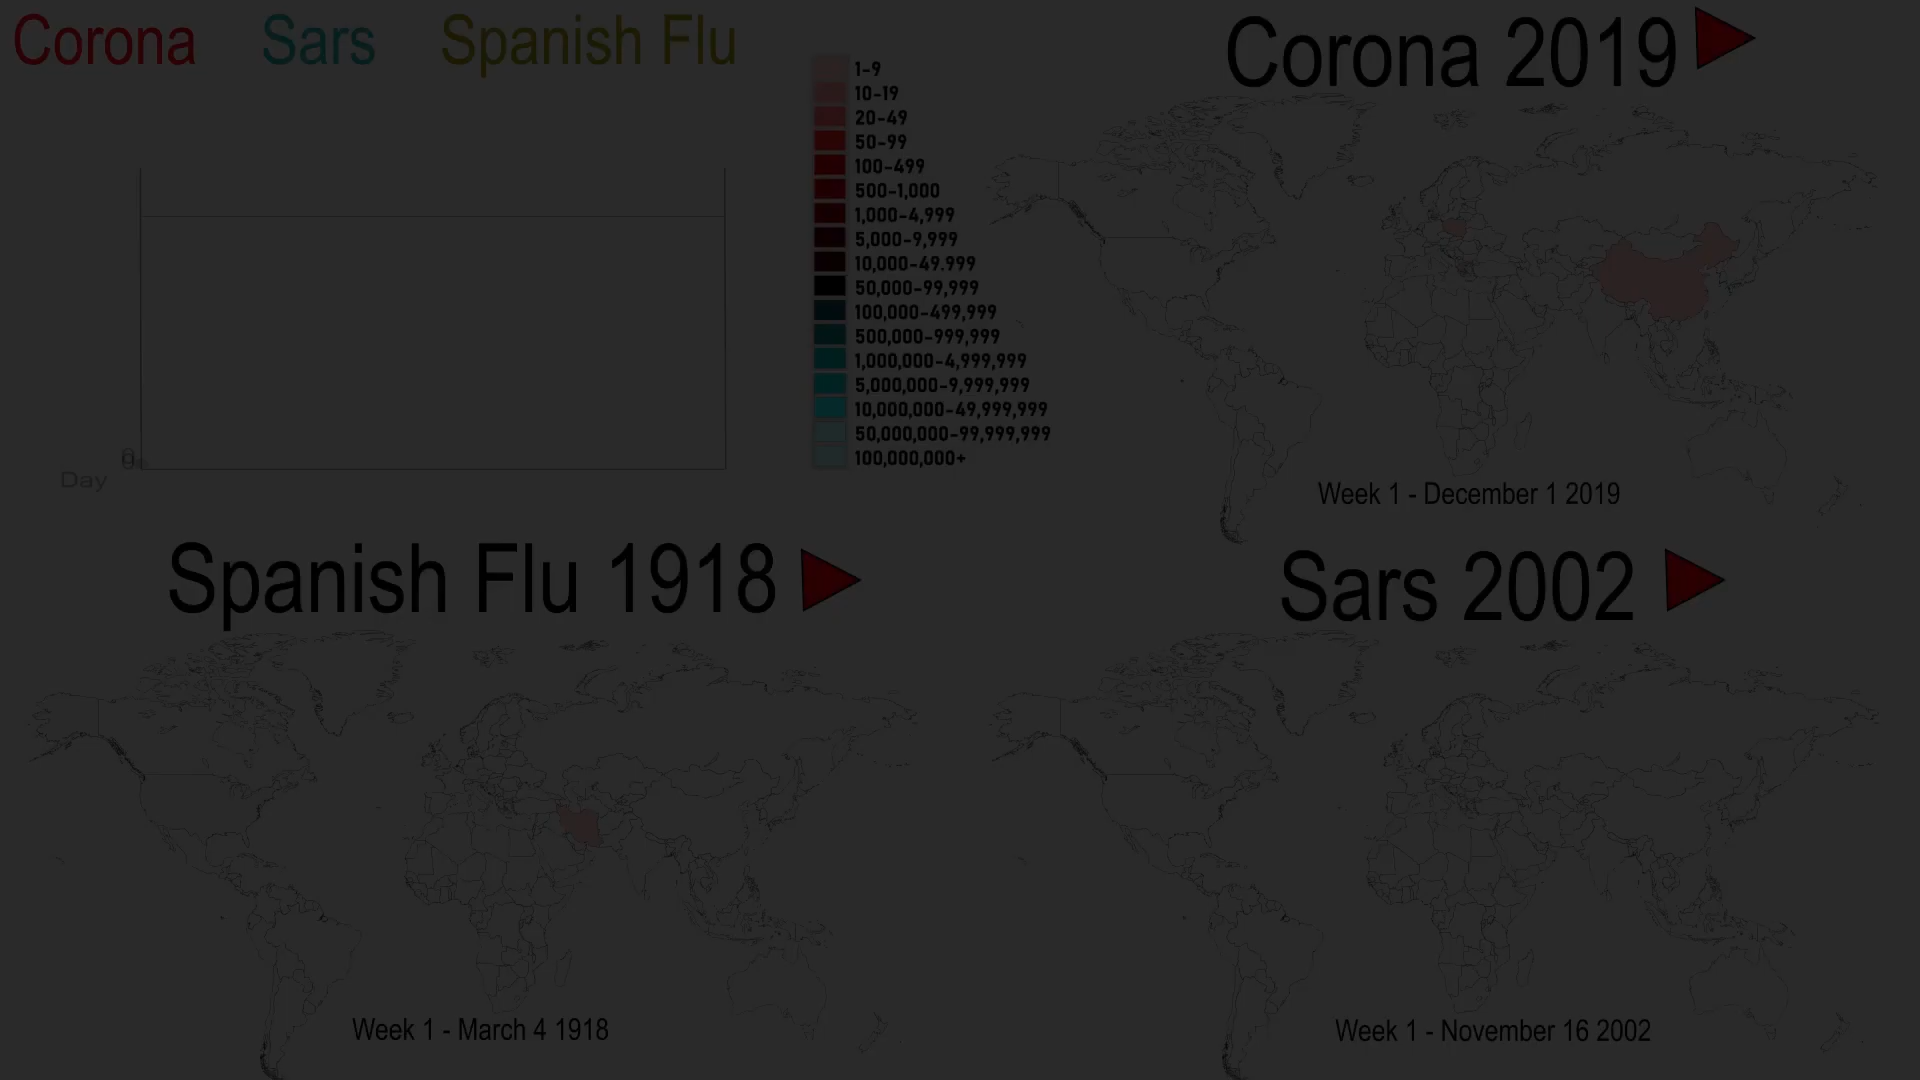 Corona Sars Spanish Flu
Corona 2019
1-9
10-19
20-49
50-99
100-499
500-1,000
1,000-4,999
5,000-9,999
10,000-49.999
50,000-99,999
100,000-499,999
500,000-999,999
1,000,000-4,999,999
5,000,000-9,999,999
10,000,000-49,999,999
50,000,000-99,999,999
100,000,000+
Day
Week 1 - December 1 2019
Spanish Flu 1918
Sars 2002
Week 1 - March 4 1918
Week 1 - November 16 2002